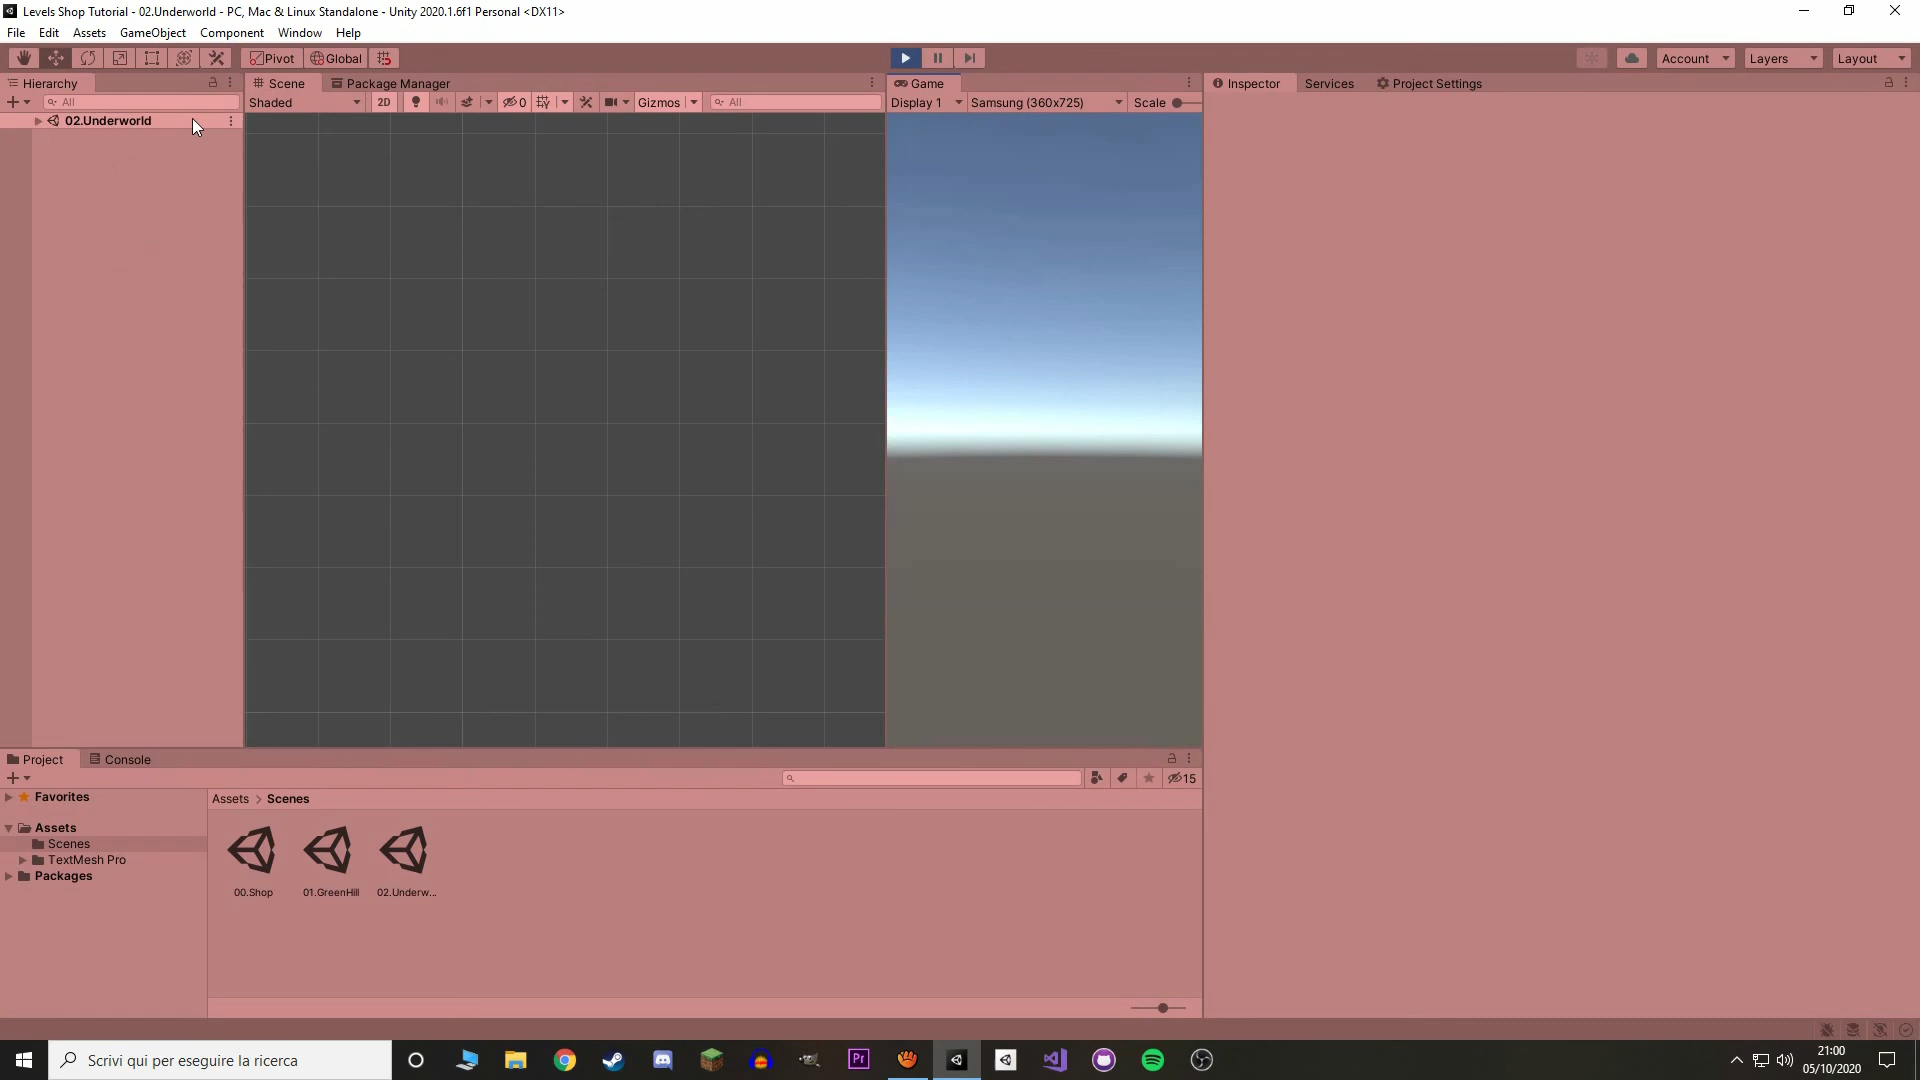 Levels Shop Tutorial - 02.Underworld - PC, Mac & Linux Standalone - Unity 2020.1.6f1 Personal <DX11>
File Edit Assets GameObject Component Window Help
Pivot Global Account Layers Layout
Hierarchy Scene Package Manager Game Inspector Services Project Settings
All Shaded 2D 0 Gizmos All Display 1 Samsung (360x725) Scale
02.Underworld
Project Console
15
Favorites Assets > Scenes
Assets
Scenes
TextMesh Pro
Packages
00.Shop 01.GreenHill 02.Underw...
Scrivi qui per eseguire la ricerca
Pr
21:00
05/10/2020